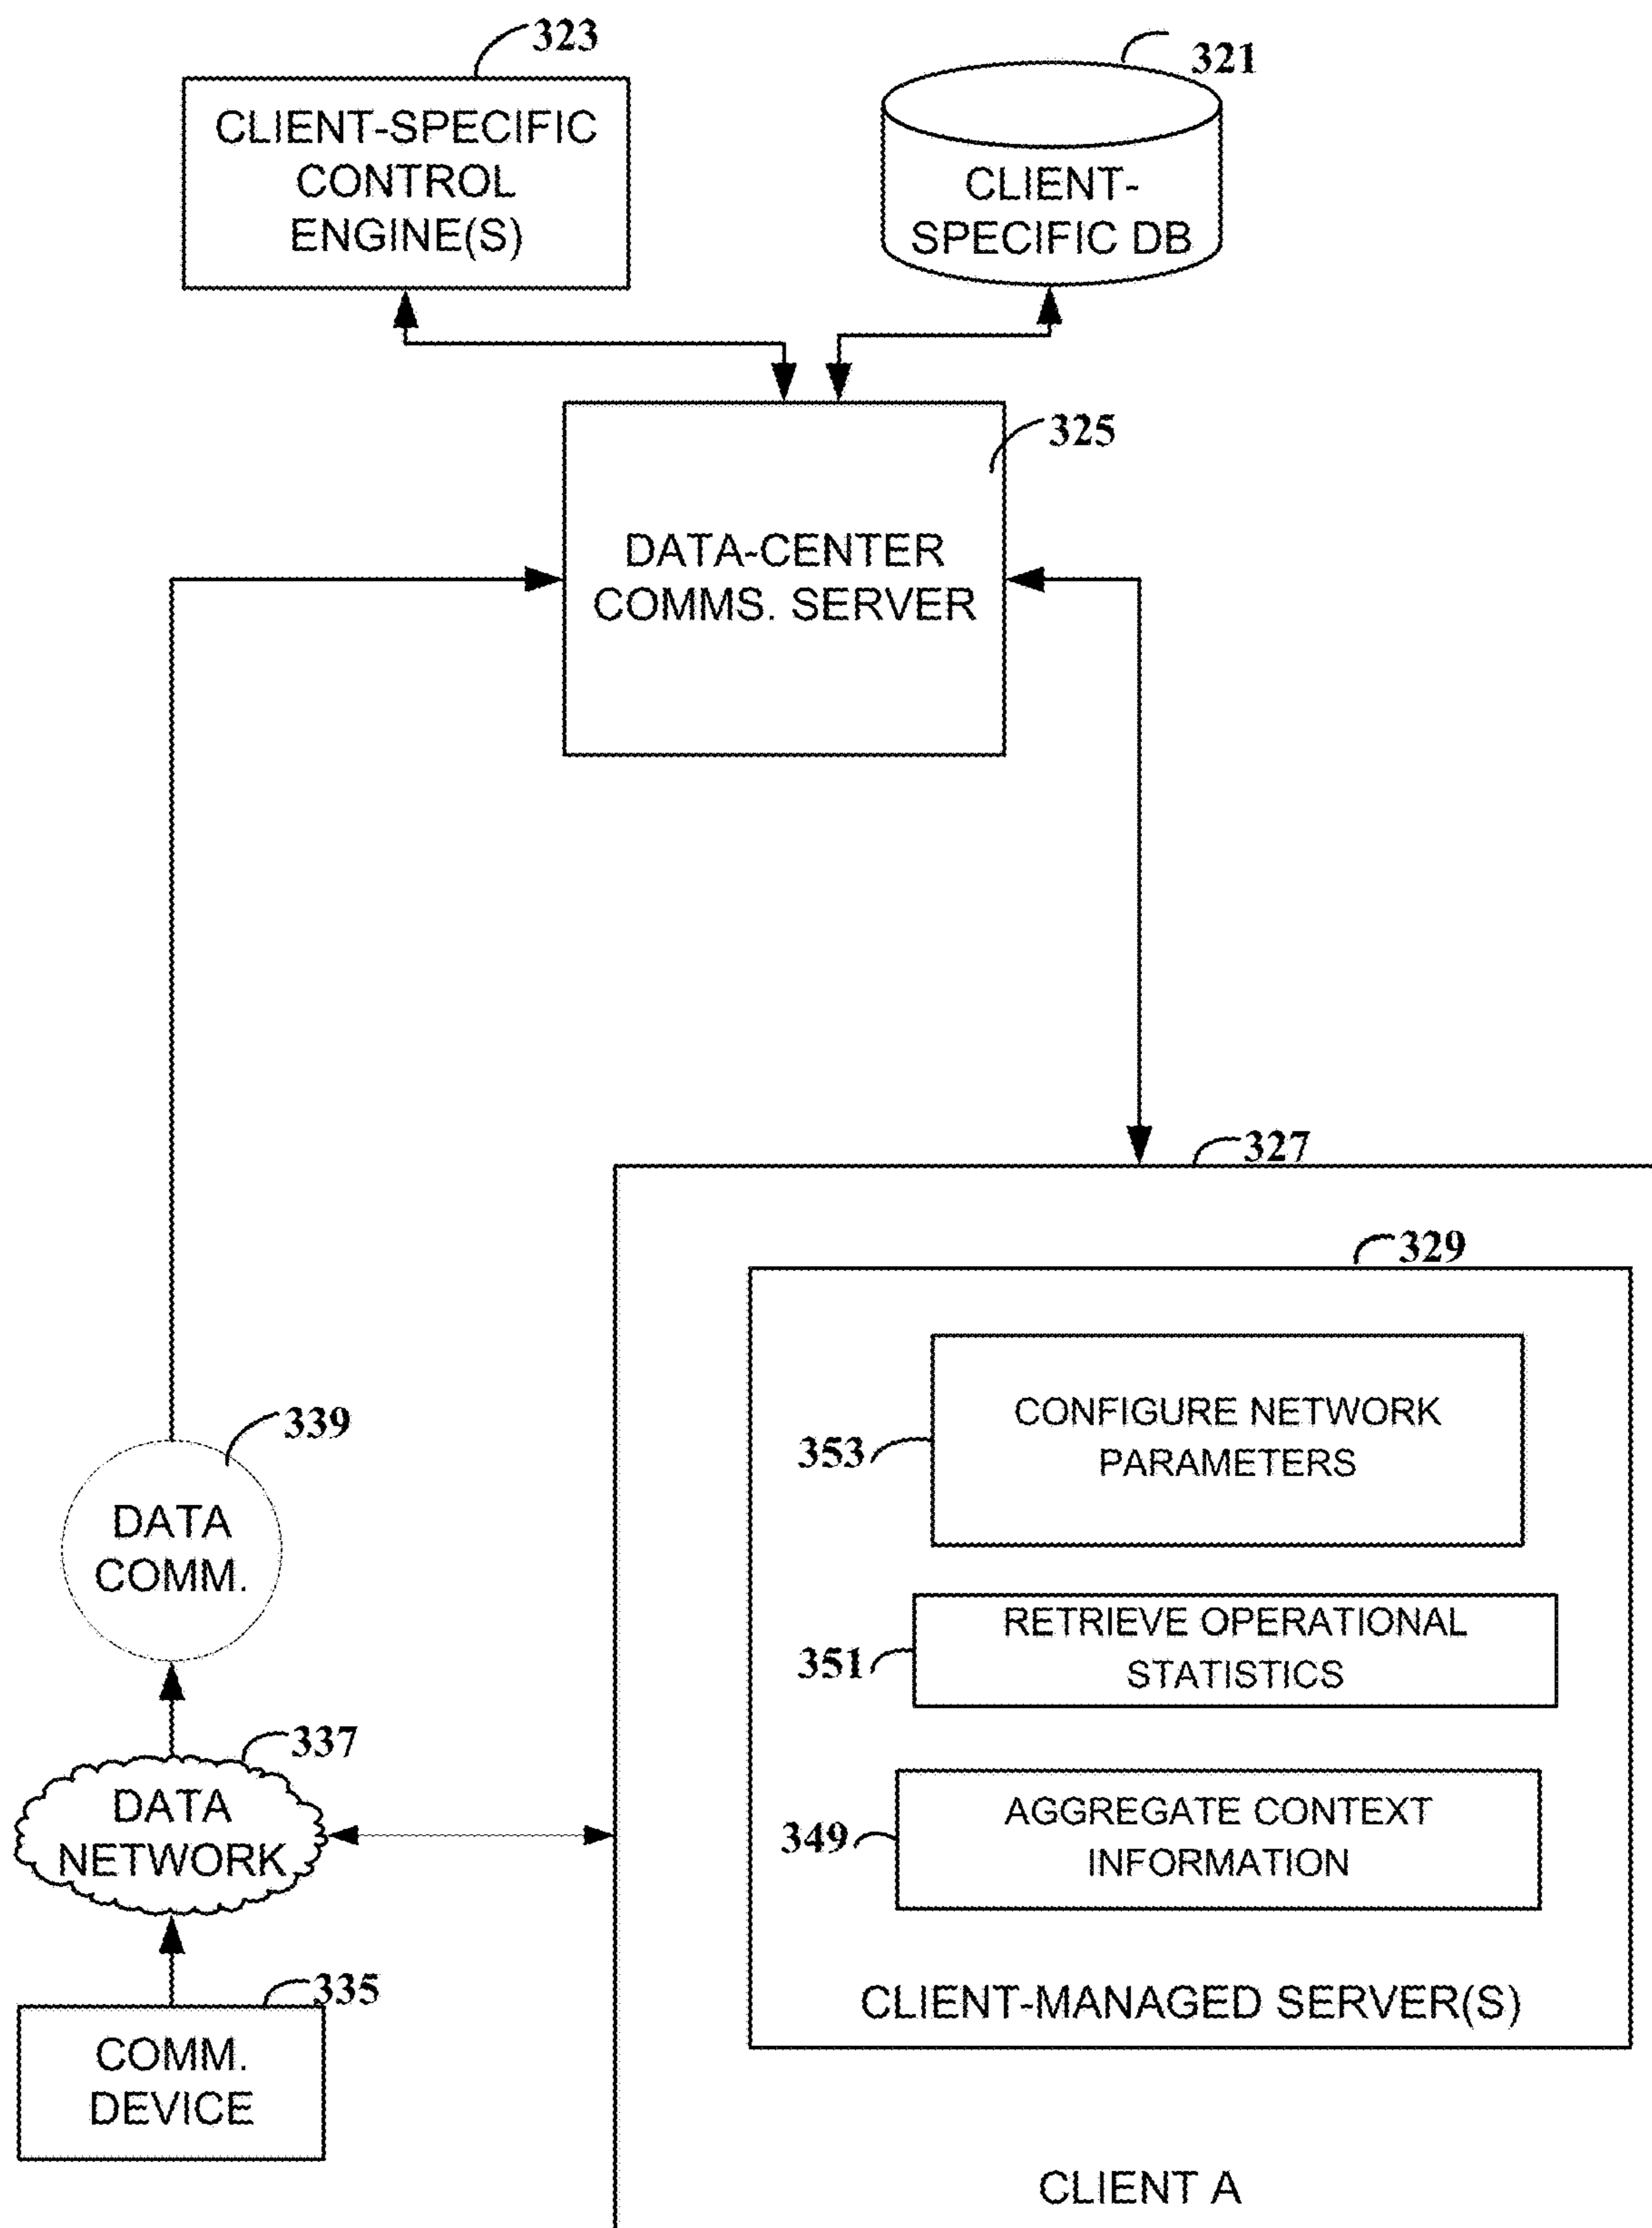 323
CLIENT-SPECIFIC
CONTROL
ENGINE(S)
321
CLIENT-
SPECIFIC DB
325
DATA-CENTER
COMMS. SERVER
327
329
353
CONFIGURE NETWORK
PARAMETERS
351
RETRIEVE OPERATIONAL
STATISTICS
349
AGGREGATE CONTEXT
INFORMATION
CLIENT-MANAGED SERVER(S)
CLIENT A
339
DATA
COMM.
337
DATA
NETWORK
335
COMM.
DEVICE